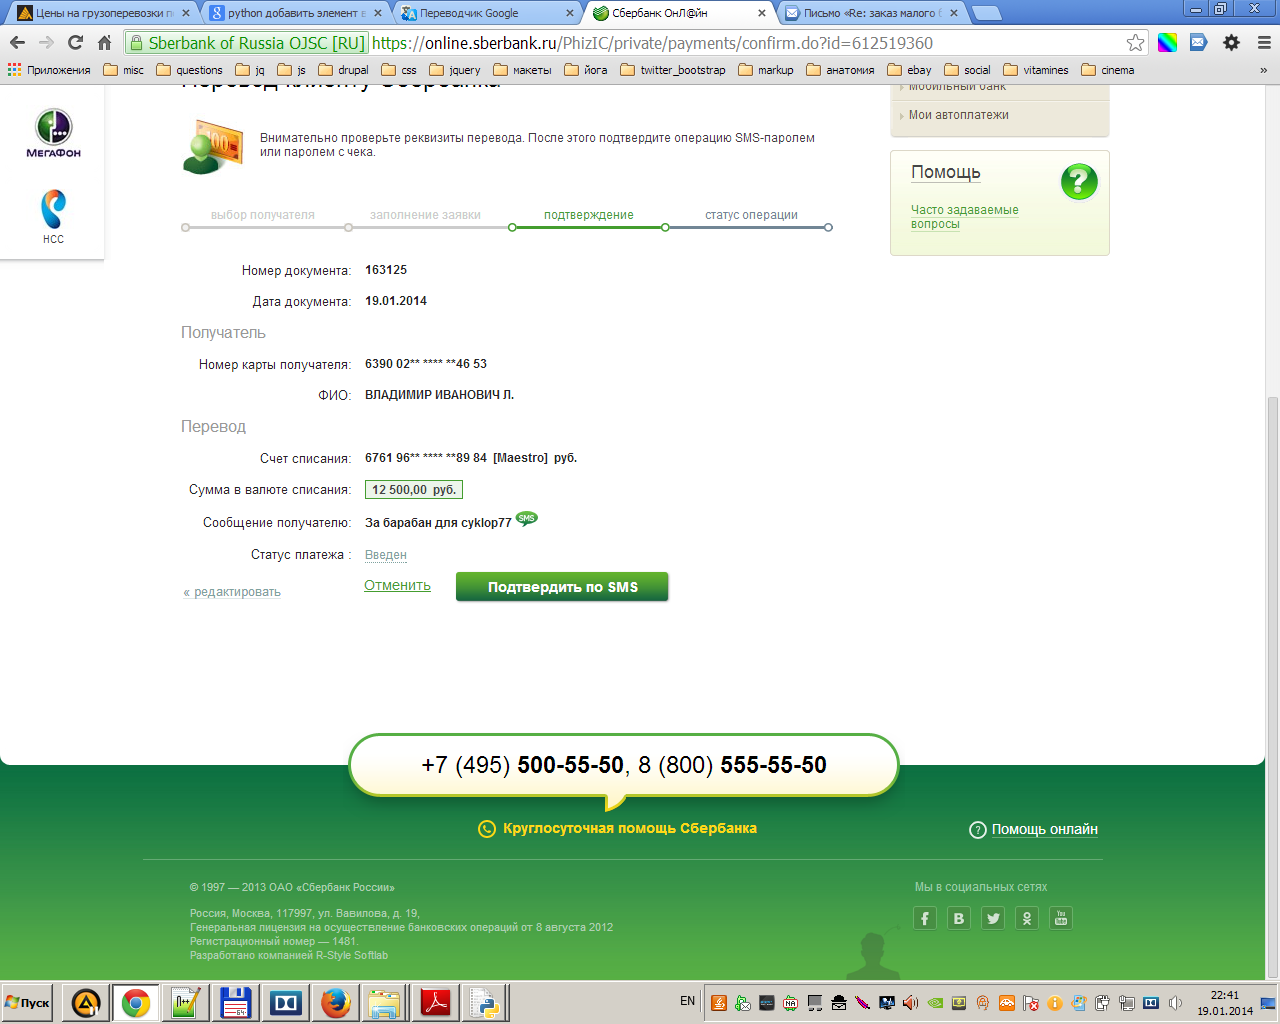 Цены на грузоперевозки п
python добавить элемент в
Переводчик Google
Сбербанк ОнЛ@йн
Письмо «Re: заказ малого б
Sberbank of Russia OJSC [RU] https://online.sberbank.ru/PhizIC/private/payments/confirm.do?id=612519360
Приложения misc questions jq js drupal css jquery макеты йога twitter_bootstrap markup анатомия ebay social vitamines cinema »
Перевод клиенту Сбербанка
Мобильный банк
Мои автоплатежи
МегаФон
НСС
Внимательно проверьте реквизиты перевода. После этого подтвердите операцию SMS-паролем
или паролем с чека.
Помощь
Часто задаваемые
вопросы
выбор получателя заполнение заявки подтверждение статус операции
Номер документа: 163125
Дата документа: 19.01.2014
Получатель
Номер карты получателя: 6390 02** **** **46 53
ФИО: ВЛАДИМИР ИВАНОВИЧ Л.
Перевод
Счет списания: 6761 96** **** **89 84 [Maestro] руб.
Сумма в валюте списания: 12 500,00 руб.
Сообщение получателю: За барабан для cyklop77 SMS
Статус платежа : Введен
« редактировать Отменить Подтвердить по SMS
+7 (495) 500-55-50, 8 (800) 555-55-50
Круглосуточная помощь Сбербанка
Помощь онлайн
© 1997 — 2013 ОАО «Сбербанк России»
Мы в социальных сетях
Россия, Москва, 117997, ул. Вавилова, д. 19,
Генеральная лицензия на осуществление банковских операций от 8 августа 2012
Регистрационный номер — 1481.
Разработано компанией R-Style Softlab
Пуск
EN
22:41
19.01.2014